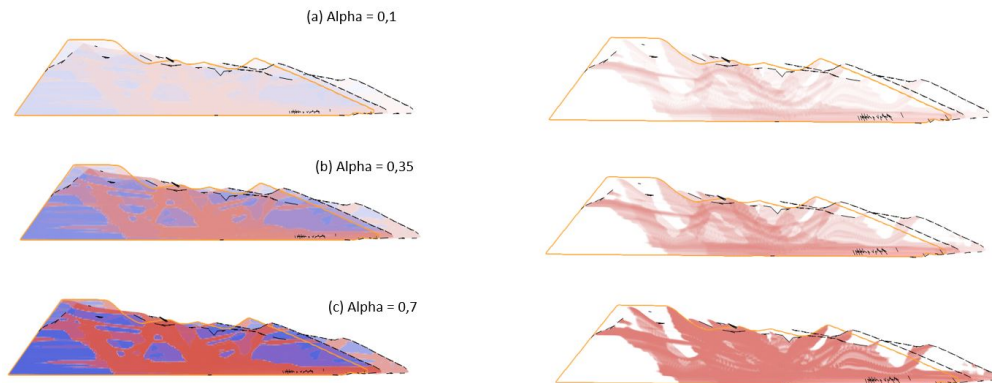 (a) Alpha = 0,1
(b) Alpha = 0,35
(c) Alpha = 0,7